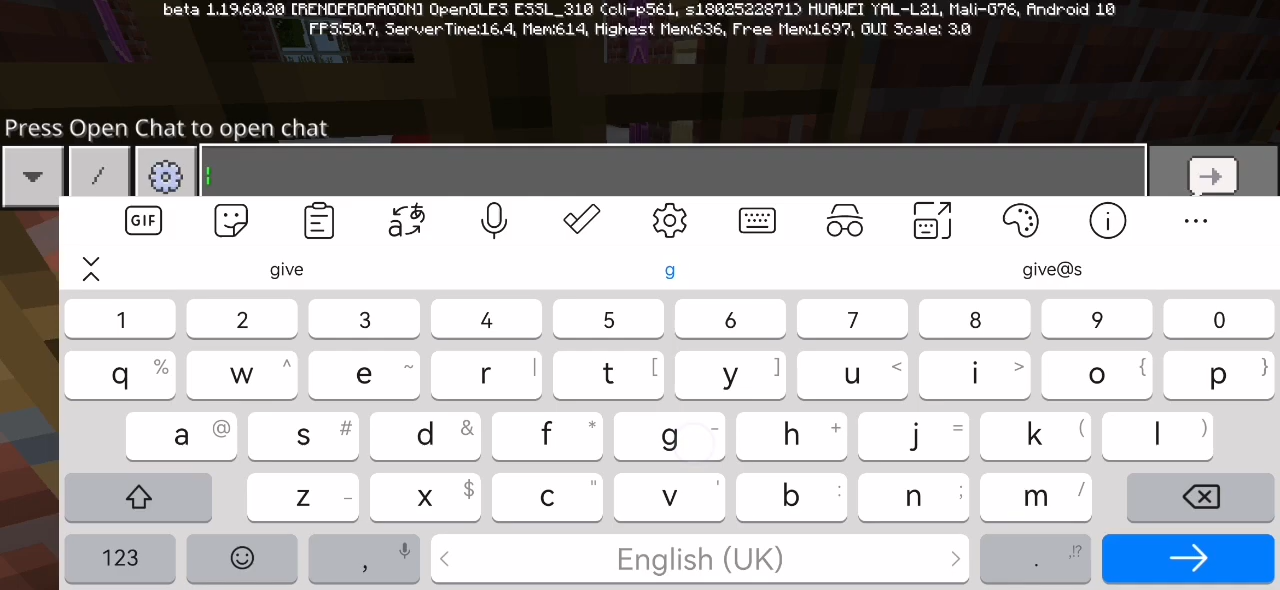 beta 1.19.60.20 [RENDERDRAGON] OpenGLES ESSL_310 (cli-p561, s1802522871) HUAWEI YAL-L21, Mali-G76, Android 10
FPS:50.7, ServerTime:16.4, Mem:614, Highest Mem:636, Free Mem:1697, GUI Scale: 3.0
Press Open Chat to open chat
/
GIF
give g give@s
1 2 3 4 5 6 7 8 9 0
q % w ^ e ~ r | t [ y ] u < i > o { p }
a @ s # d & f * g - h + j = k ( l )
z _ x $ c " v ' b : n ; m /
123 , < English (UK) > . ,!?